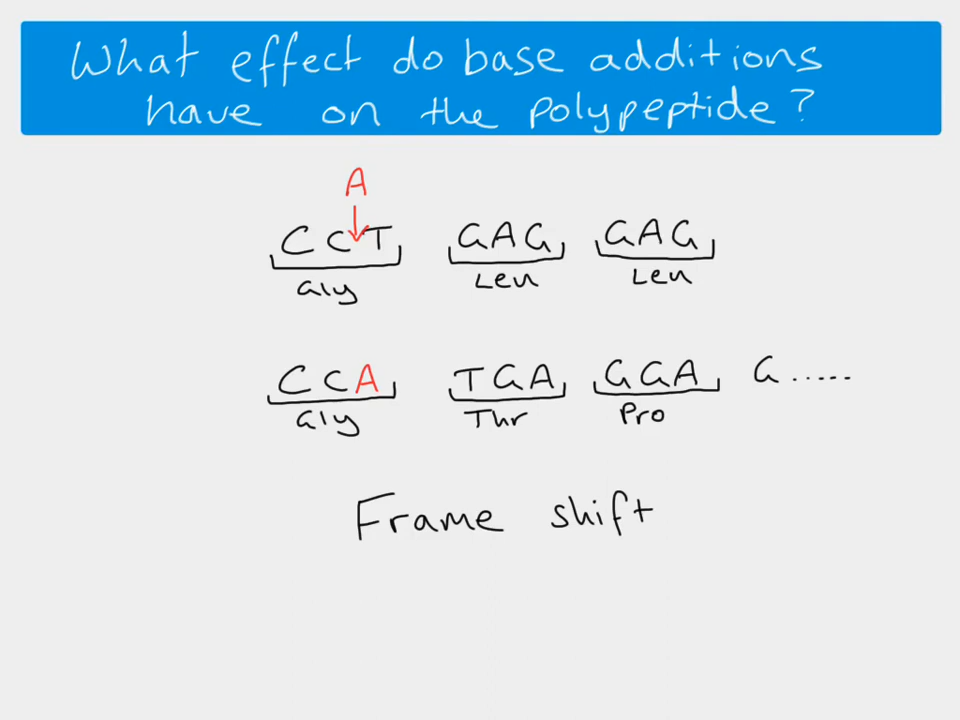 What effect do base additions
have on the polypeptide?
A
CCT GAG GAG
Gly Leu Leu
CCA TGA GGA G.....
Gly Thr Pro
Frame shift